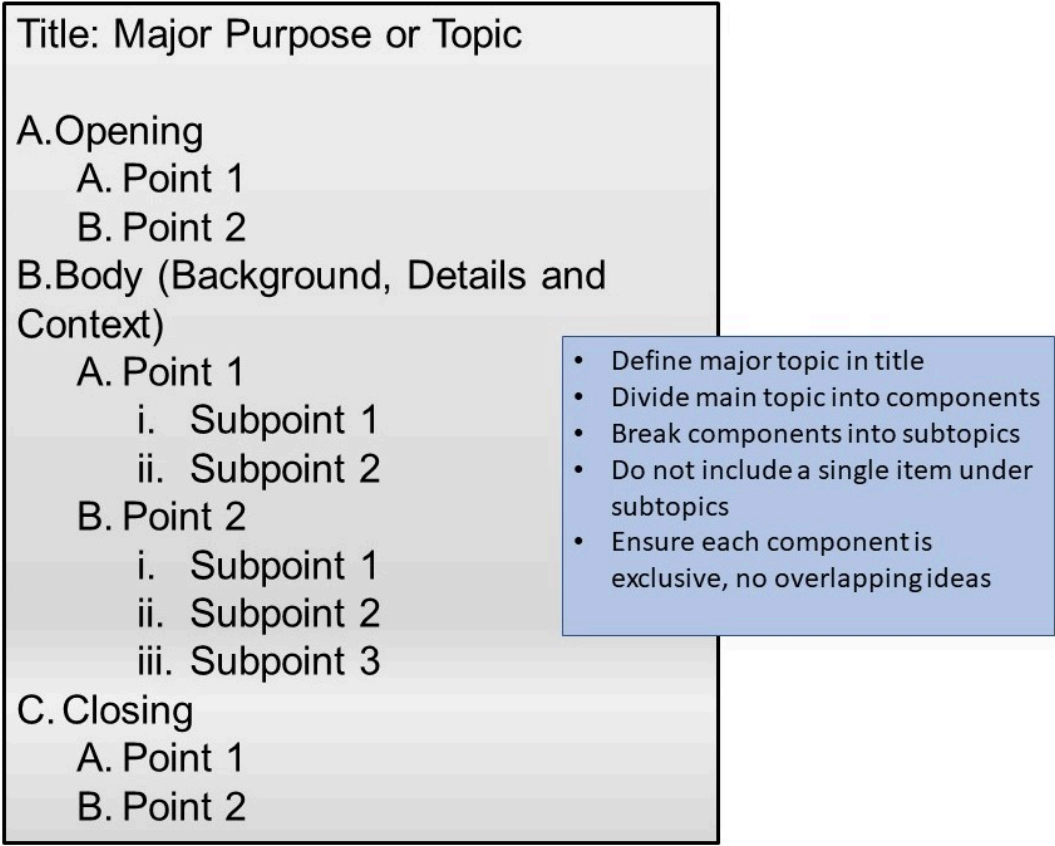 Title: Major Purpose or Topic
A.Opening
A. Point 1
B. Point 2
B.Body (Background, Details and
Context)
A. Point 1
i. Subpoint 1
ii. Subpoint 2
B. Point 2
i. Subpoint 1
ii. Subpoint 2
iii. Subpoint 3
C. Closing
A. Point 1
B. Point 2
• Define major topic in title
• Divide main topic into components
• Break components into subtopics
• Do not include a single item under
subtopics
• Ensure each component is
exclusive, no overlapping ideas